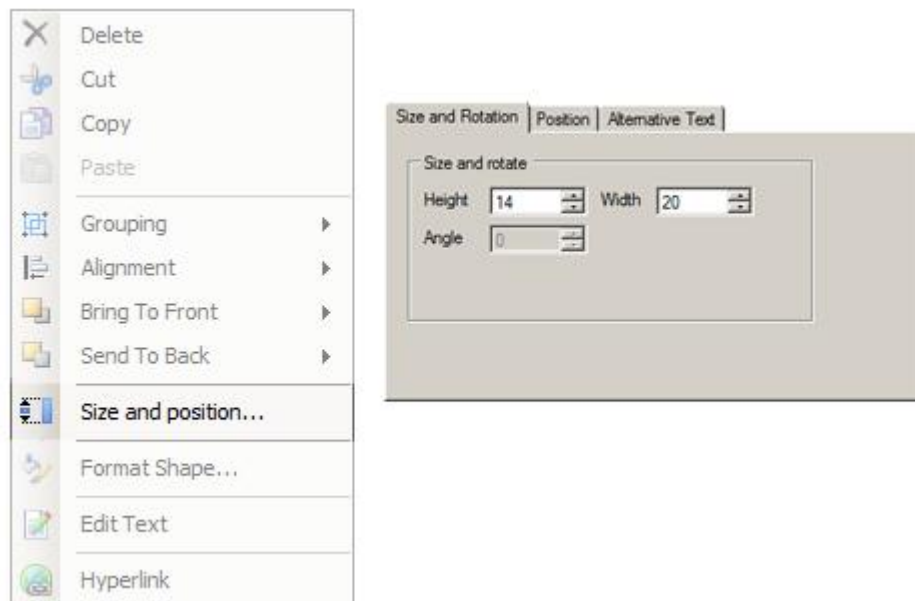 Delete
Cut
Copy
Paste
Grouping
Alignment
Bring To Front
Send To Back
Size and position...
Format Shape...
Edit Text
Hyperlink
Size and Rotation Position Alternative Text
Size and rotate
Height 14 Width 20
Angle 0